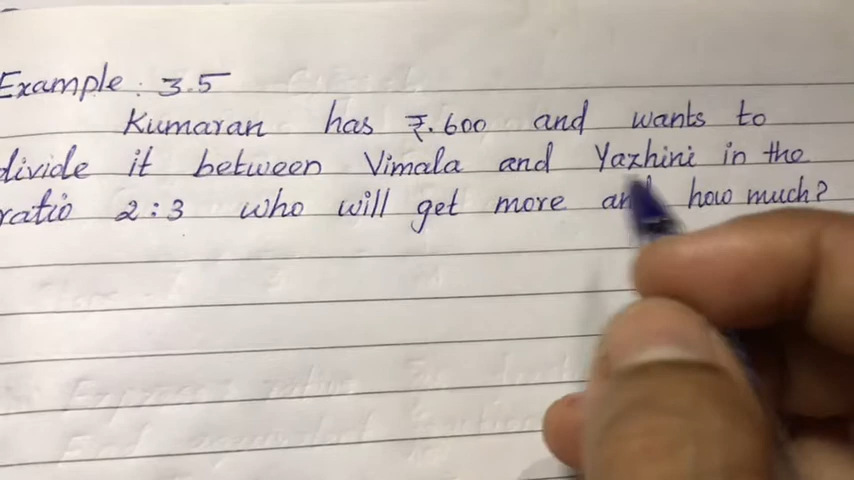 Example : 3.5
Kumaran has ₹.600 and wants to
divide it between Vimala and Yazhini in the
ratio 2:3 who will get more and how much?